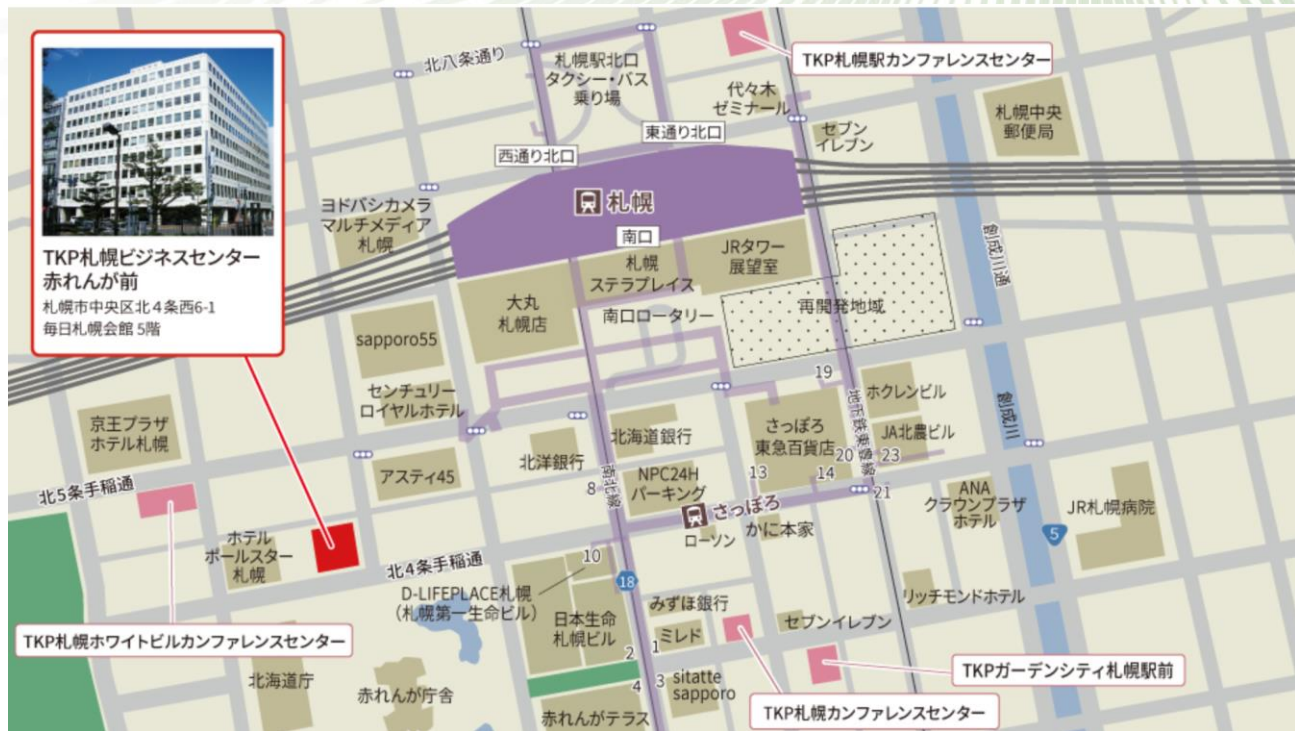 北八条通り
札幌駅北口
タクシー・バス
乗り場
TKP札幌駅カンファレンスセンター
代々木
ゼミナール
札幌中央
郵便局
セブン
イレブン
東通り北口
西通り北口
札幌
南口
ヨドバシカメラ
マルチメディア
札幌
TKP札幌ビジネスセンター
赤れんが前
札幌市中央区北4条西6-1
毎日札幌会館 5階
JRタワー
展望室
札幌
ステラプレイス
大丸
札幌店
南口ロータリー
再開発地域
創成川通
sapporo55
センチュリー
ロイヤルホテル
19
ホクレンビル
創成川
地下鉄東豊線
京王プラザ
ホテル札幌
北海道銀行
さっぽろ
東急百貨店
JA北農ビル
北洋銀行
アスティ45
南北線
8
NPC24H
パーキング
13
14
20
23
21
北5条手稲通
さっぽろ
ANA
クラウンプラザ
ホテル
JR札幌病院
5
ローソン
かに本家
ホテル
ポールスター
札幌
北4条手稲通
10
18
D-LIFEPLACE札幌
(札幌第一生命ビル)
みずほ銀行
リッチモンドホテル
日本生命
札幌ビル
ミレド
セブンイレブン
1
2
3
4
TKP札幌ホワイトビルカンファレンスセンター
北海道庁
赤れんが庁舎
sitatte
sapporo
TKPガーデンシティ札幌駅前
TKP札幌カンファレンスセンター
赤れんがテラス